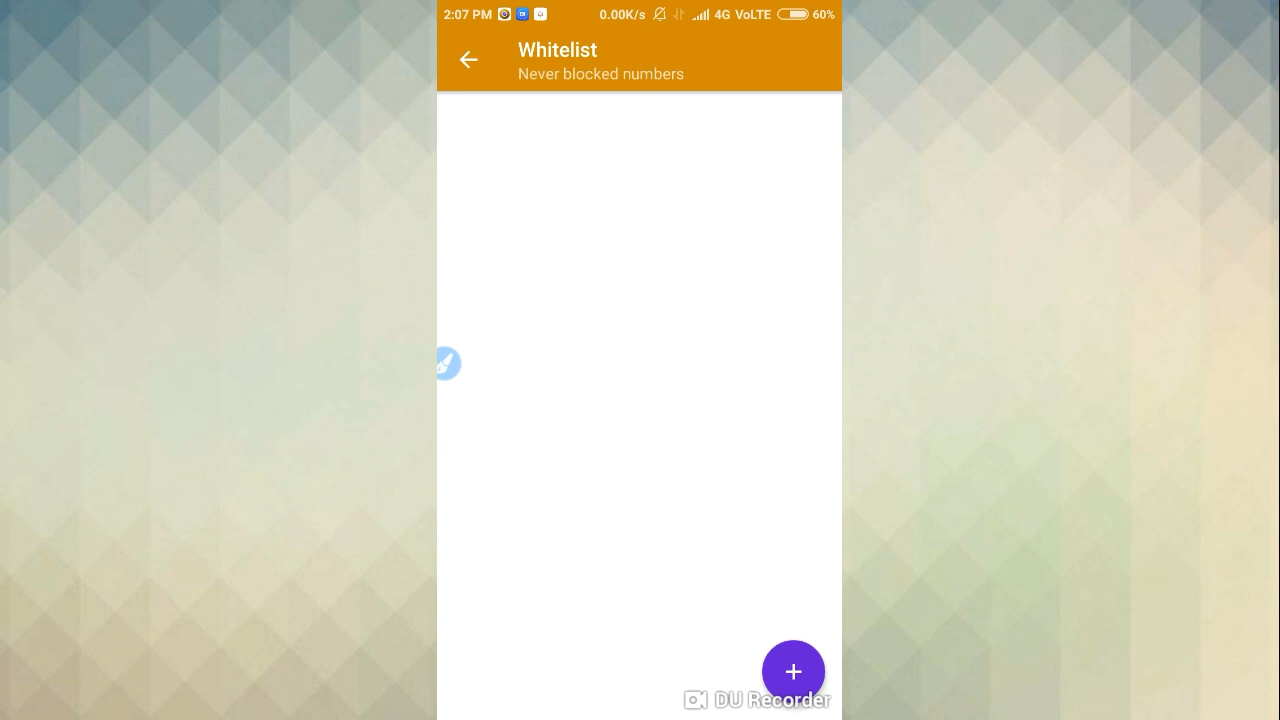 2:07 PM 0.00K/s 4G VoLTE 60%
Whitelist
Never blocked numbers
DU Recorder